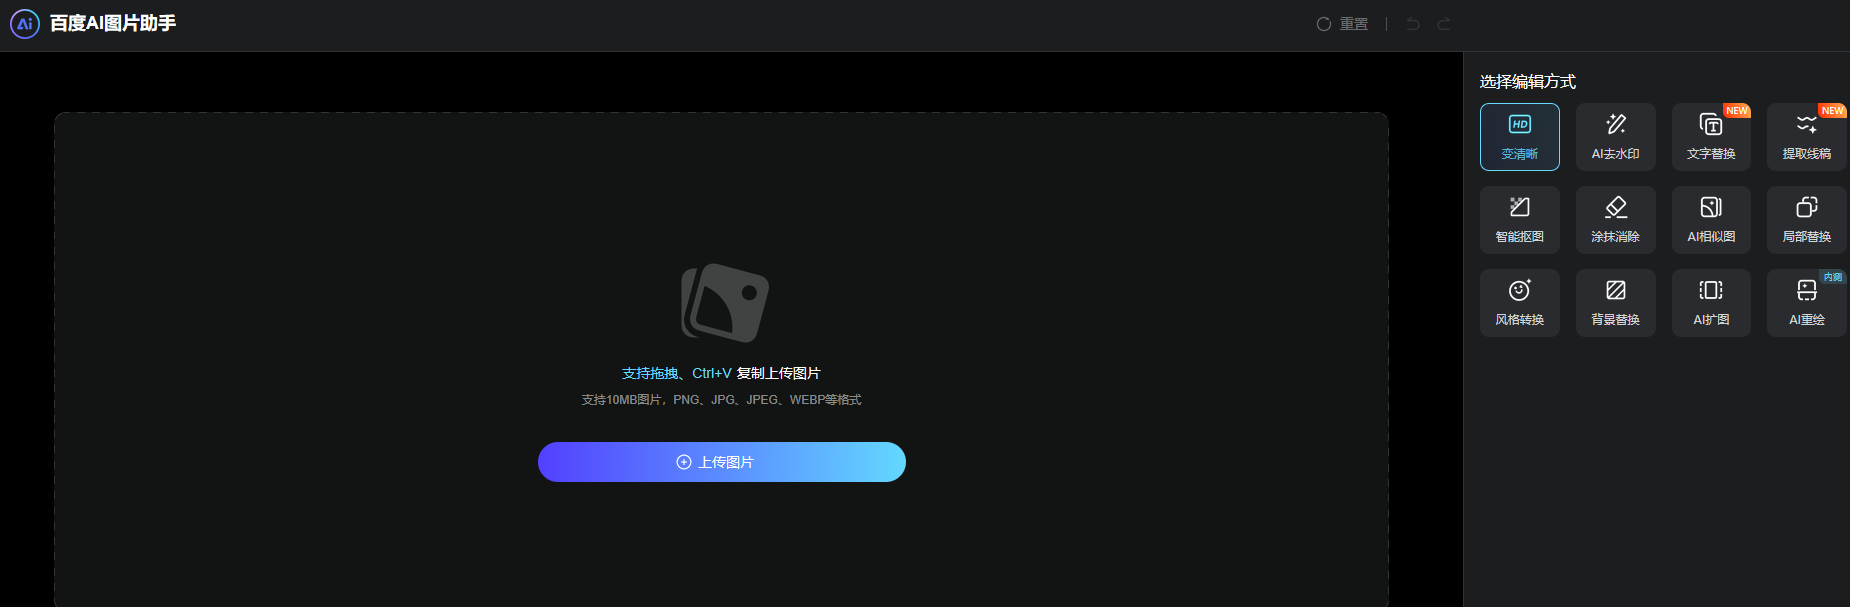 Ai 百度AI图片助手
重置
选择编辑方式
HD
NEW
NEW
变清晰 AI去水印 文字替换 提取线稿
智能抠图 涂抹消除 AI相似图 局部替换
内测
风格转换 背景替换 AI扩图 AI重绘
支持拖拽、Ctrl+V 复制上传图片
支持10MB图片，PNG、JPG、JPEG、WEBP等格式
上传图片